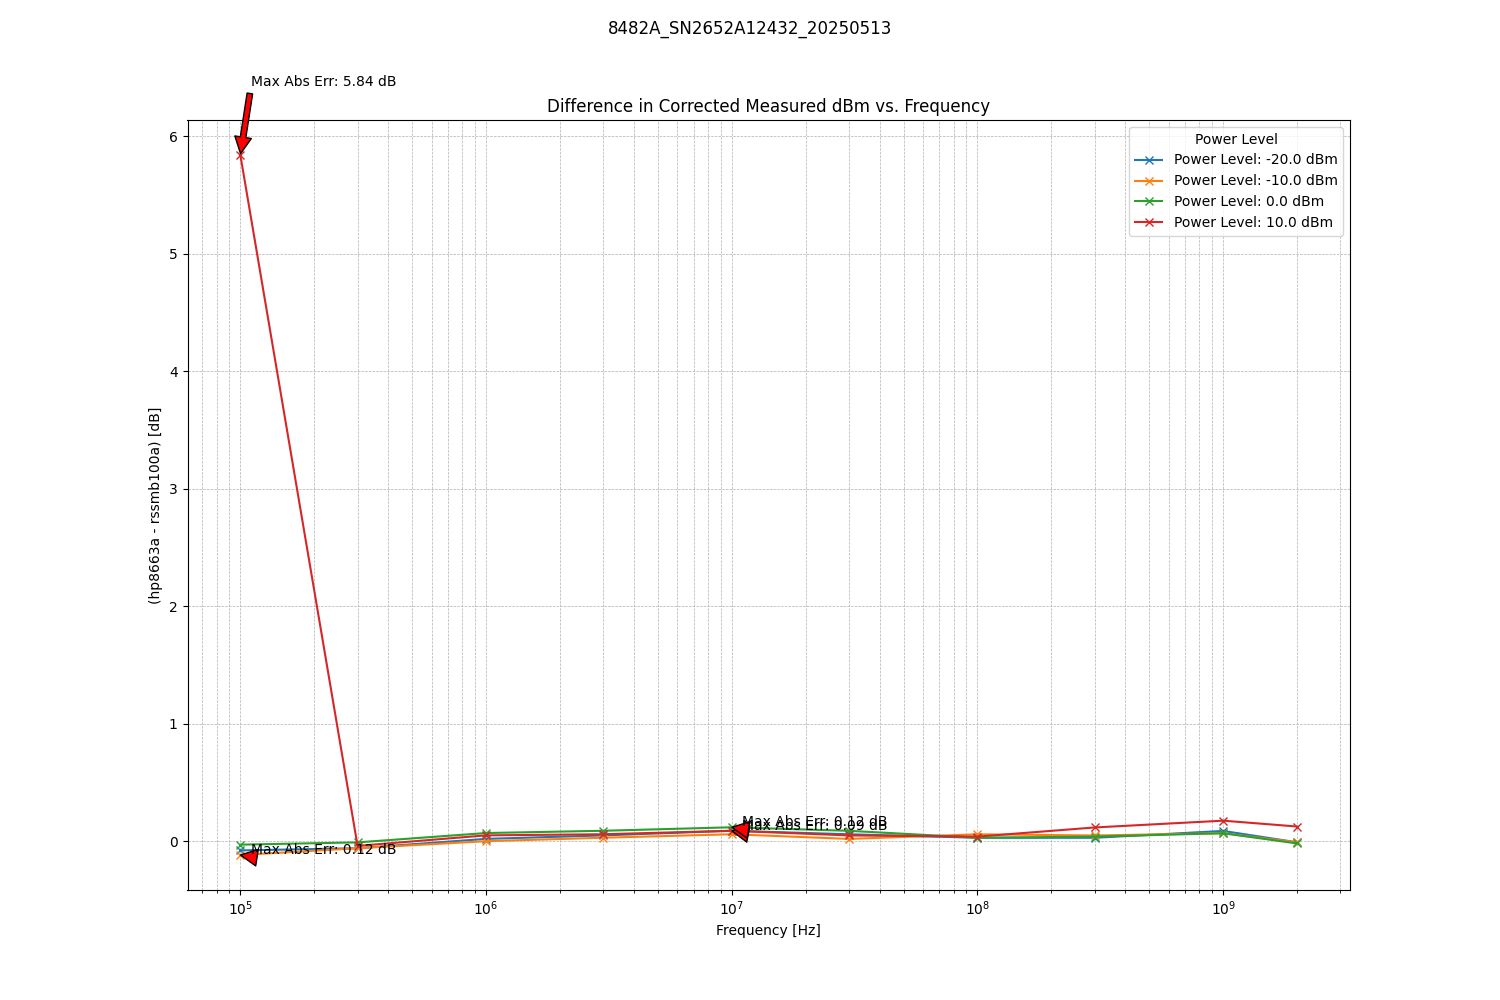 8482A_SN2652A12432_20250513
Max Abs Err: 5.84 dB
Difference in Corrected Measured dBm vs. Frequency
Power Level
Power Level: -20.0 dBm
Power Level: -10.0 dBm
Power Level: 0.0 dBm
Power Level: 10.0 dBm
6
5
4
3
2
1
0
(hp8663a - rssmb100a) [dB]
Max Abs Err: 0.12 dB
Max Abs Err: 0.09 dB
Max Abs Err: 0.12 dB
10⁵
10⁶
10⁷
10⁸
10⁹
Frequency [Hz]